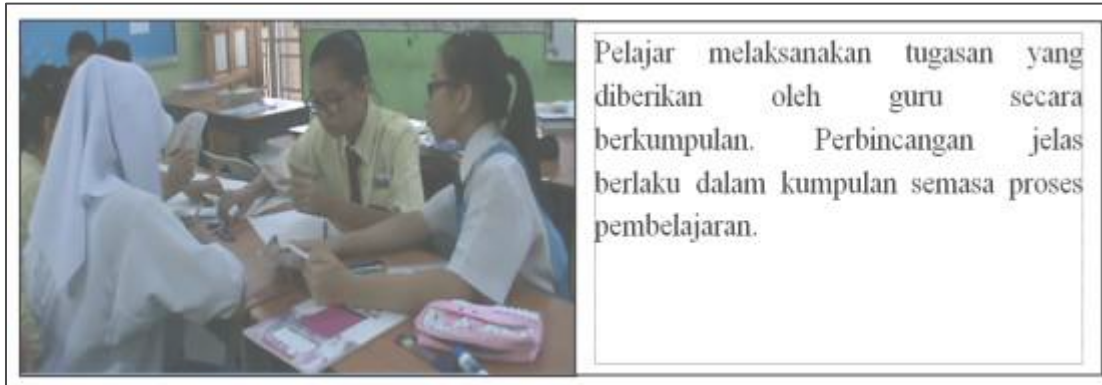 Pelajar melaksanakan tugasan yang
diberikan oleh guru secara
berkumpulan. Perbincangan jelas
berlaku dalam kumpulan semasa proses
pembelajaran.